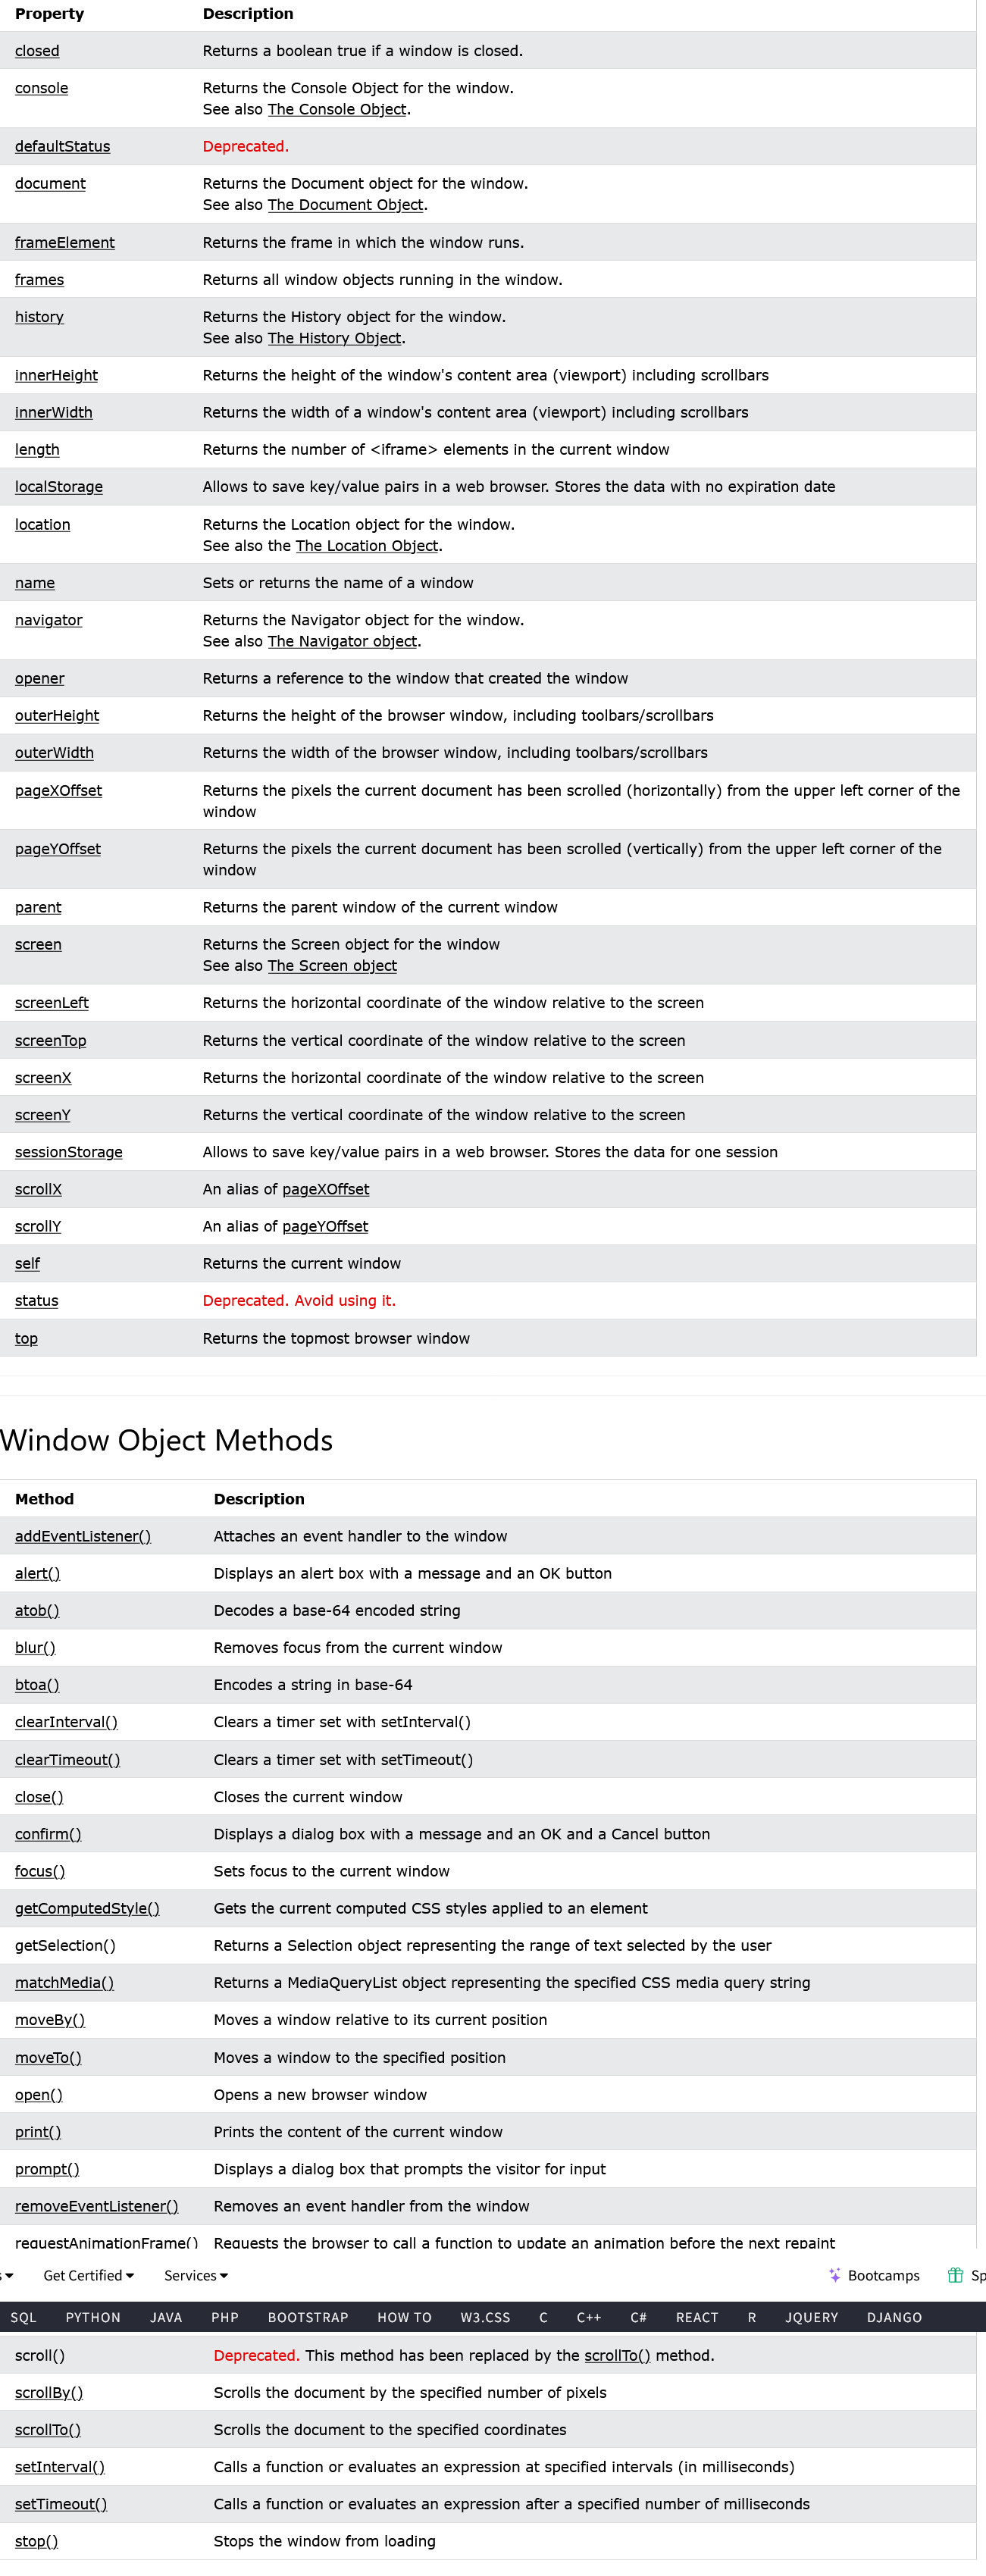 Property Description
closed Returns a boolean true if a window is closed.
console Returns the Console Object for the window.
See also The Console Object.
defaultStatus Deprecated.
document Returns the Document object for the window.
See also The Document Object.
frameElement Returns the frame in which the window runs.
frames Returns all window objects running in the window.
history Returns the History object for the window.
See also The History Object.
innerHeight Returns the height of the window's content area (viewport) including scrollbars
innerWidth Returns the width of a window's content area (viewport) including scrollbars
length Returns the number of <iframe> elements in the current window
localStorage Allows to save key/value pairs in a web browser. Stores the data with no expiration date
location Returns the Location object for the window.
See also the The Location Object.
name Sets or returns the name of a window
navigator Returns the Navigator object for the window.
See also The Navigator object.
opener Returns a reference to the window that created the window
outerHeight Returns the height of the browser window, including toolbars/scrollbars
outerWidth Returns the width of the browser window, including toolbars/scrollbars
pageXOffset Returns the pixels the current document has been scrolled (horizontally) from the upper left corner of the
window
pageYOffset Returns the pixels the current document has been scrolled (vertically) from the upper left corner of the
window
parent Returns the parent window of the current window
screen Returns the Screen object for the window
See also The Screen object
screenLeft Returns the horizontal coordinate of the window relative to the screen
screenTop Returns the vertical coordinate of the window relative to the screen
screenX Returns the horizontal coordinate of the window relative to the screen
screenY Returns the vertical coordinate of the window relative to the screen
sessionStorage Allows to save key/value pairs in a web browser. Stores the data for one session
scrollX An alias of pageXOffset
scrollY An alias of pageYOffset
self Returns the current window
status Deprecated. Avoid using it.
top Returns the topmost browser window
Window Object Methods
Method Description
addEventListener() Attaches an event handler to the window
alert() Displays an alert box with a message and an OK button
atob() Decodes a base-64 encoded string
blur() Removes focus from the current window
btoa() Encodes a string in base-64
clearInterval() Clears a timer set with setInterval()
clearTimeout() Clears a timer set with setTimeout()
close() Closes the current window
confirm() Displays a dialog box with a message and an OK and a Cancel button
focus() Sets focus to the current window
getComputedStyle() Gets the current computed CSS styles applied to an element
getSelection() Returns a Selection object representing the range of text selected by the user
matchMedia() Returns a MediaQueryList object representing the specified CSS media query string
moveBy() Moves a window relative to its current position
moveTo() Moves a window to the specified position
open() Opens a new browser window
print() Prints the content of the current window
prompt() Displays a dialog box that prompts the visitor for input
removeEventListener() Removes an event handler from the window
requestAnimationFrame() Requests the browser to call a function to update an animation before the next repaint
s Get Certified Services Bootcamps Sp
SQL PYTHON JAVA PHP BOOTSTRAP HOW TO W3.CSS C C++ C# REACT R JQUERY DJANGO
scroll() Deprecated. This method has been replaced by the scrollTo() method.
scrollBy() Scrolls the document by the specified number of pixels
scrollTo() Scrolls the document to the specified coordinates
setInterval() Calls a function or evaluates an expression at specified intervals (in milliseconds)
setTimeout() Calls a function or evaluates an expression after a specified number of milliseconds
stop() Stops the window from loading